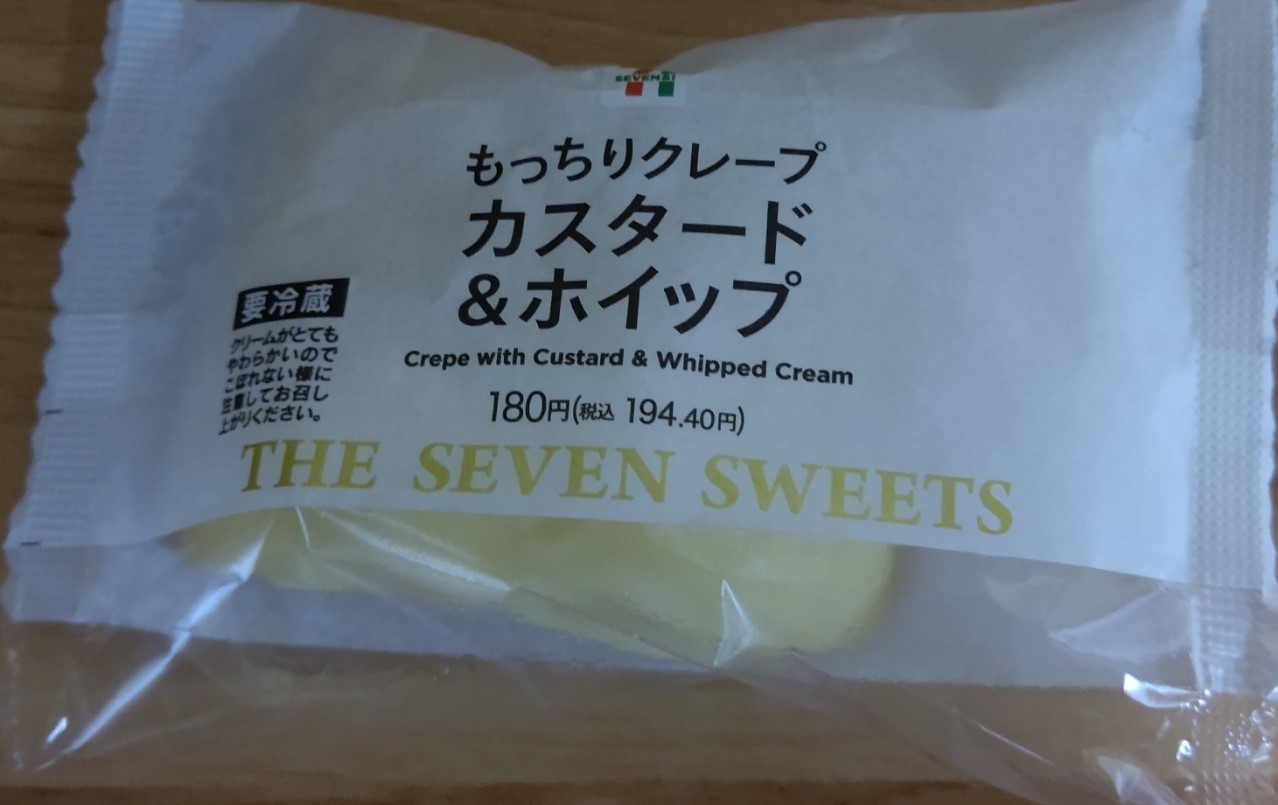 SEVEN&i
もっちりクレープ
カスタード
&ホイップ
Crepe with Custard & Whipped Cream
180円(税込 194.40円)
要冷蔵
クリームがとても
やわらかいので
こぼれない様に
注意してお召し
上がりください。
THE SEVEN SWEETS